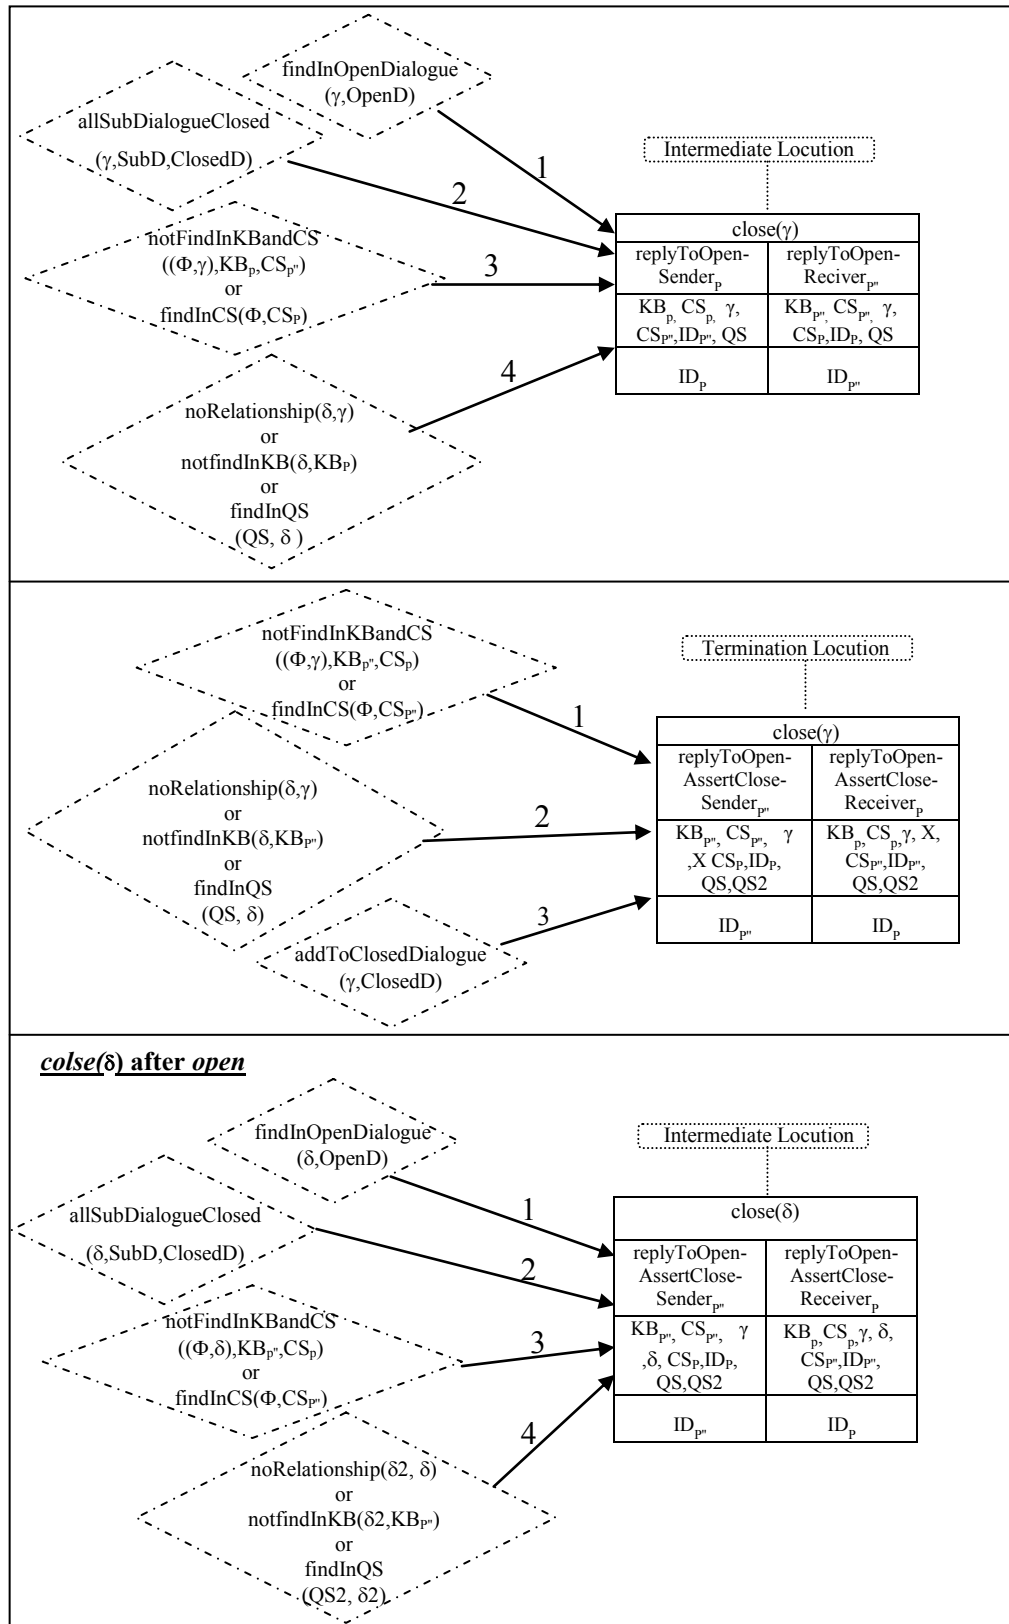 findInOpenDialogue
(γ,OpenD)
allSubDialogueClosed
(γ,SubD,ClosedD)
1
2
Intermediate Locution
notFindInKBandCS
((Φ,γ),KBp,CSp")
or
findInCS(Φ,CSP)
3
close(γ)
replyToOpen-
SenderP
replyToOpen-
ReciverP"
KBp, CSp, γ,
CSP",IDP", QS
KBP", CSP", γ,
CSP,IDP, QS
IDP
IDP"
4
noRelationship(δ,γ)
or
notfindInKB(δ,KBP)
or
findInQS
(QS, δ )
notFindInKBandCS
((Φ,γ),KBp",CSp)
or
findInCS(Φ,CSP")
1
Termination Locution
noRelationship(δ,γ)
or
notfindInKB(δ,KBP")
or
findInQS
(QS, δ)
2
close(γ)
replyToOpen-
AssertClose-
SenderP"
replyToOpen-
AssertClose-
ReceiverP
KBP", CSP", γ
,X CSP,IDP,
QS,QS2
KBp,CSp,γ, X,
CSP",IDP",
QS,QS2
IDP"
IDP
3
addToClosedDialogue
(γ,ClosedD)
colse(δ) after open
findInOpenDialogue
(δ,OpenD)
1
Intermediate Locution
allSubDialogueClosed
(δ,SubD,ClosedD)
2
close(δ)
replyToOpen-
AssertClose-
SenderP"
replyToOpen-
AssertClose-
ReceiverP
KBP", CSP", γ
,δ, CSP,IDP,
QS,QS2
KBp,CSp,γ, δ,
CSP",IDP",
QS,QS2
IDP"
IDP
notFindInKBandCS
((Φ,δ),KBp",CSp)
or
findInCS(Φ,CSP")
3
4
noRelationship(δ2, δ)
or
notfindInKB(δ2,KBP")
or
findInQS
(QS2, δ2)